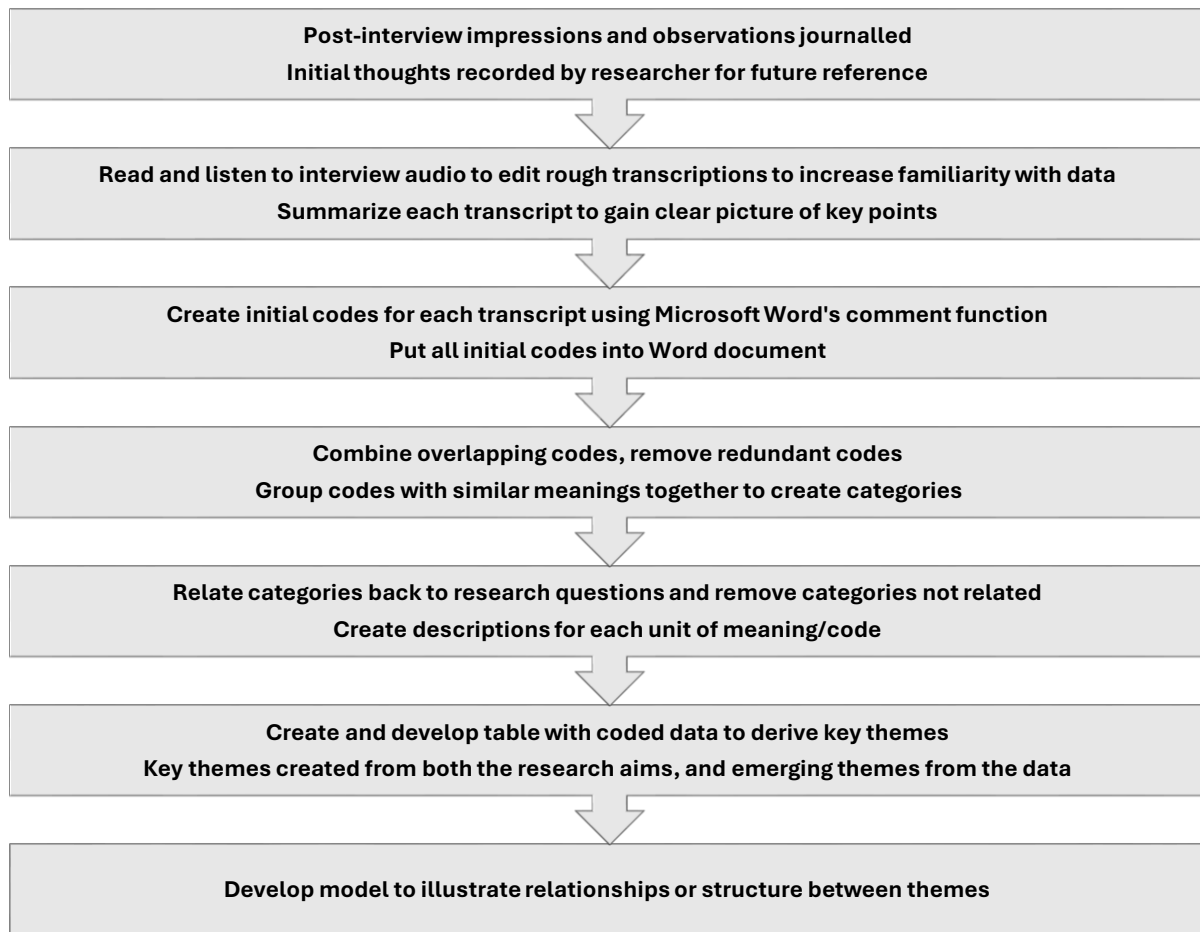 Post-interview impressions and observations journalled
Initial thoughts recorded by researcher for future reference
Read and listen to interview audio to edit rough transcriptions to increase familiarity with data
Summarize each transcript to gain clear picture of key points
Create initial codes for each transcript using Microsoft Word's comment function
Put all initial codes into Word document
Combine overlapping codes, remove redundant codes
Group codes with similar meanings together to create categories
Relate categories back to research questions and remove categories not related
Create descriptions for each unit of meaning/code
Create and develop table with coded data to derive key themes
Key themes created from both the research aims, and emerging themes from the data
Develop model to illustrate relationships or structure between themes